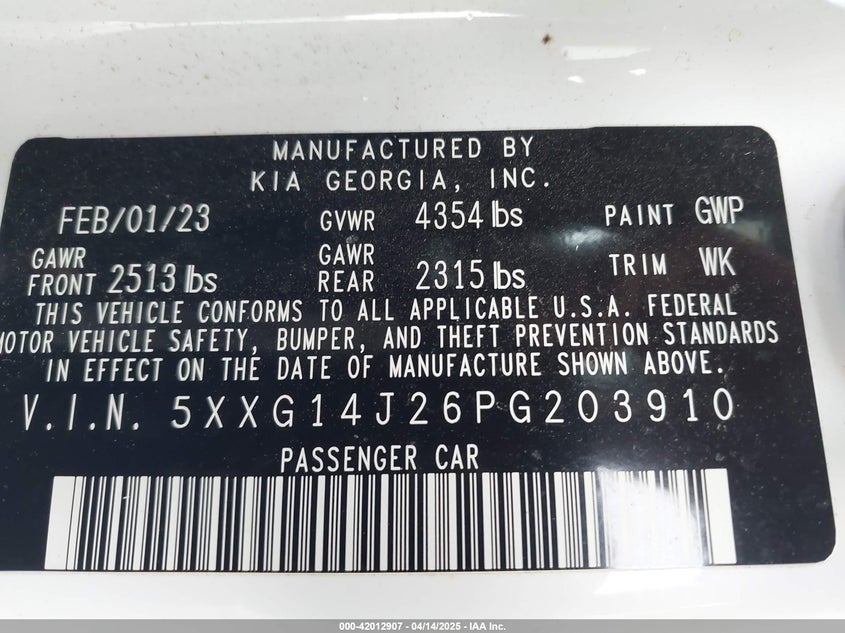 MANUFACTURED BY
KIA GEORGIA, INC.
FEB/01/23 GVWR 4354 lbs PAINT GWP
GAWR FRONT 2513 lbs GAWR REAR 2315 lbs TRIM WK
THIS VEHICLE CONFORMS TO ALL APPLICABLE U.S.A. FEDERAL
MOTOR VEHICLE SAFETY, BUMPER, AND THEFT PREVENTION STANDARDS
IN EFFECT ON THE DATE OF MANUFACTURE SHOWN ABOVE.
V.I.N. 5XXG14J26PG203910
PASSENGER CAR
000-42012907 / 04/14/2025 - IAA Inc.